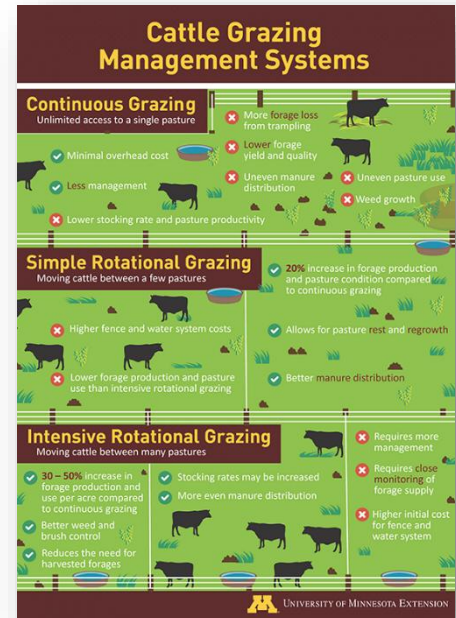 Cattle Grazing
Management Systems
Continuous Grazing
Unlimited access to a single pasture
Minimal overhead cost
Less management
Lower stocking rate and pasture productivity
More forage loss
from trampling
Lower forage
yield and quality
Uneven manure
distribution
Uneven pasture use
Weed growth
Simple Rotational Grazing
Moving cattle between a few pastures
Higher fence and water system costs
Lower forage production and pasture
use than intensive rotational grazing
20% increase in forage production
and pasture condition compared
to continuous grazing
Allows for pasture rest and regrowth
Better manure distribution
Intensive Rotational Grazing
Moving cattle between many pastures
30 – 50% increase in
forage production and
use per acre compared
to continuous grazing
Better weed and
brush control
Reduces the need for
harvested forages
Stocking rates may be increased
More even manure distribution
Requires more
management
Requires close
monitoring of
forage supply
Higher initial cost
for fence and
water system
M
University of Minnesota Extension